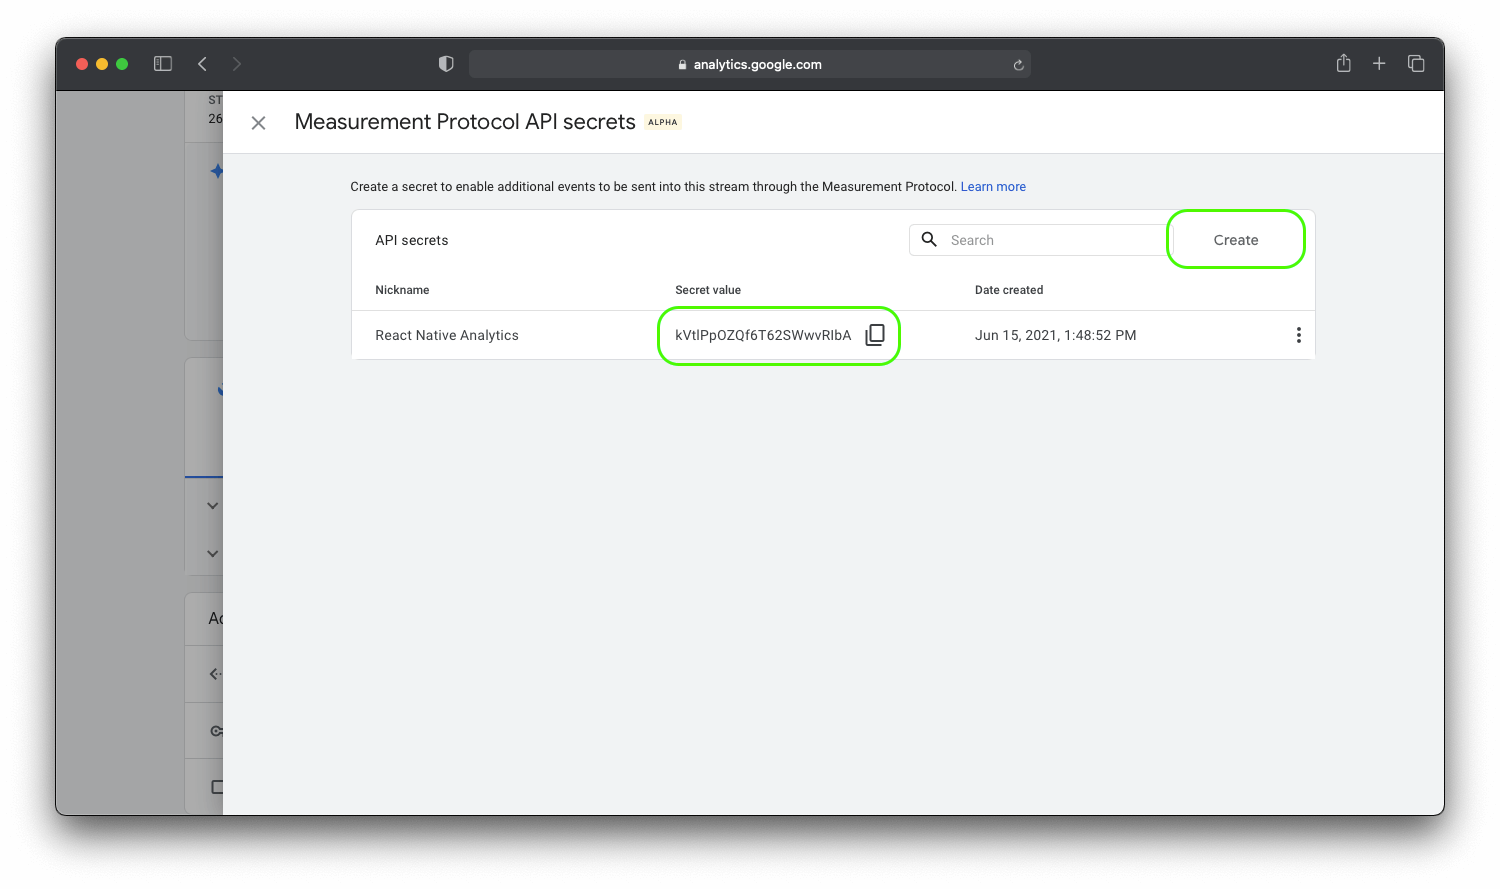 analytics.google.com
ST
26
Measurement Protocol API secrets ALPHA
Create a secret to enable additional events to be sent into this stream through the Measurement Protocol. Learn more
API secrets Search Create
Nickname Secret value Date created
React Native Analytics kVtlPpOZQf6T62SWwvRIbA Jun 15, 2021, 1:48:52 PM
Ac